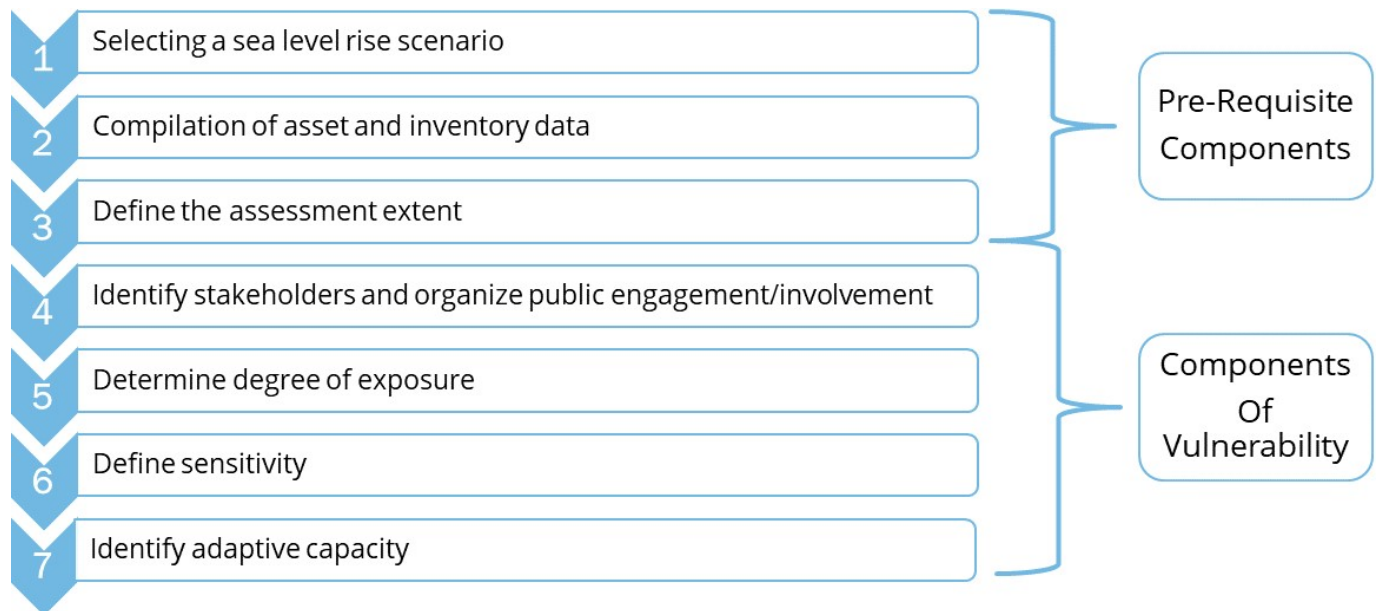 1
Selecting a sea level rise scenario
2
Compilation of asset and inventory data
3
Define the assessment extent
4
Identify stakeholders and organize public engagement/involvement
5
Determine degree of exposure
6
Define sensitivity
7
Identify adaptive capacity
Pre-Requisite
Components
Components
Of
Vulnerability